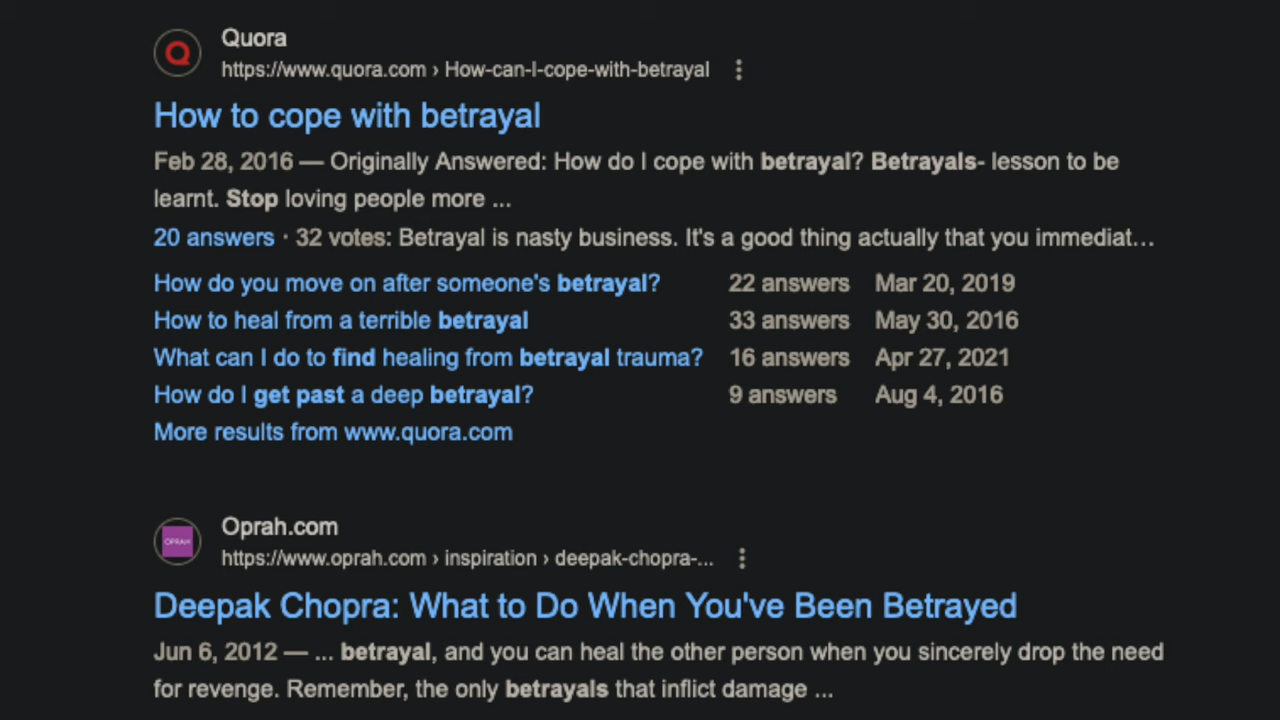 Quora
https://www.quora.com › How-can-I-cope-with-betrayal
How to cope with betrayal
Feb 28, 2016 — Originally Answered: How do I cope with betrayal? Betrayals- lesson to be
learnt. Stop loving people more ...
20 answers · 32 votes: Betrayal is nasty business. It's a good thing actually that you immediat...
How do you move on after someone's betrayal? 22 answers Mar 20, 2019
How to heal from a terrible betrayal 33 answers May 30, 2016
What can I do to find healing from betrayal trauma? 16 answers Apr 27, 2021
How do I get past a deep betrayal? 9 answers Aug 4, 2016
More results from www.quora.com
OPRAH
Oprah.com
https://www.oprah.com › inspiration › deepak-chopra-...
Deepak Chopra: What to Do When You've Been Betrayed
Jun 6, 2012 — ... betrayal, and you can heal the other person when you sincerely drop the need
for revenge. Remember, the only betrayals that inflict damage ...